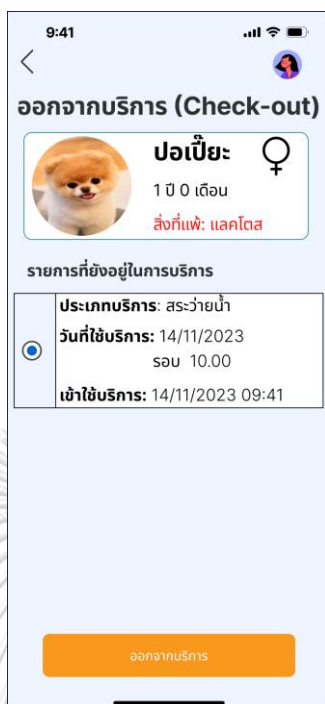 9:41
ออกจากบริการ (Check-out)
ปอเปี๊ยะ
1 ปี 0 เดือน
สิ่งที่แพ้: แลคโตส
รายการที่ยังอยู่ในการบริการ
ประเภทบริการ: สระว่ายน้ำ
วันที่ใช้บริการ: 14/11/2023
รอบ 10.00
เข้าใช้บริการ: 14/11/2023 09:41
ออกจากบริการ